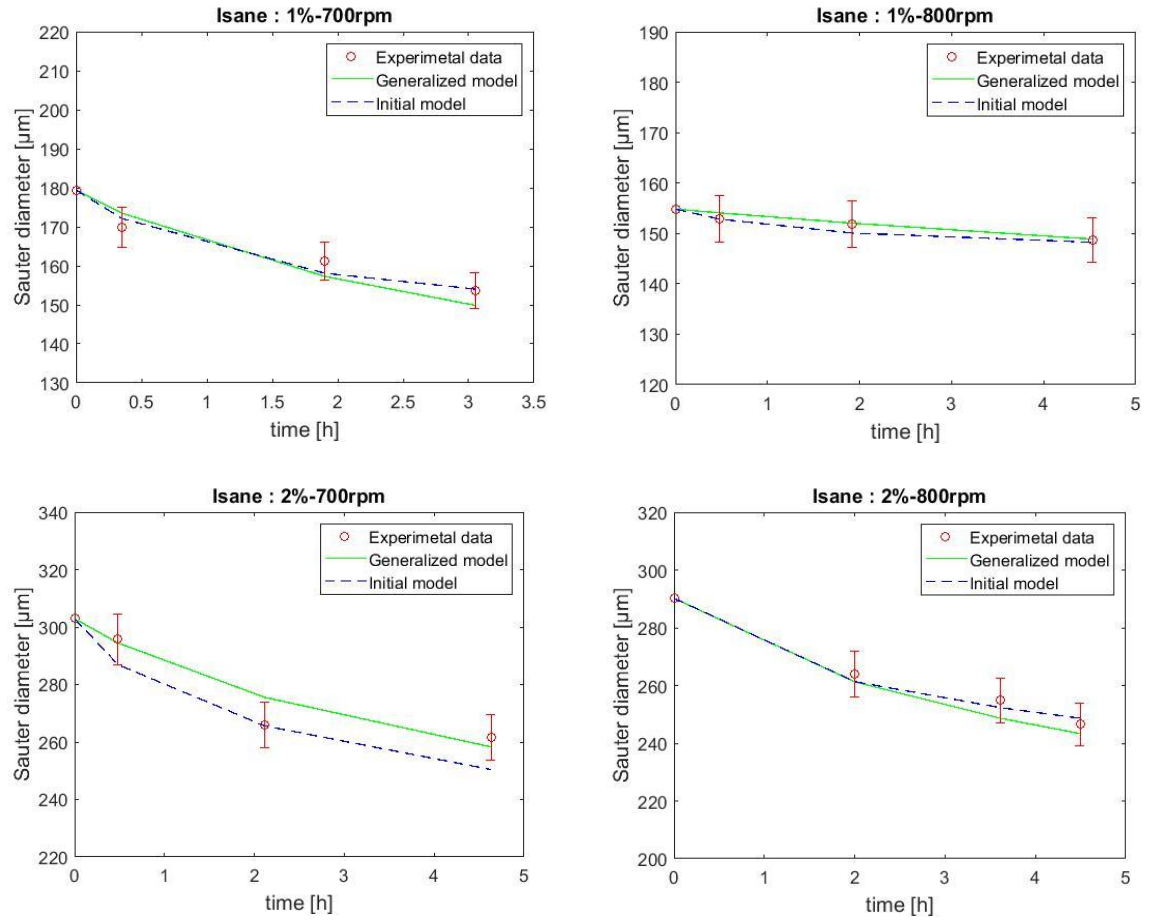 Isane : 1%-700rpm
220
210
200
190
180
170
160
150
140
130
Sauter diameter [µm]
Experimetal data
Generalized model
Initial model
0
0.5
1
1.5
2
2.5
3
3.5
time [h]
Isane : 1%-800rpm
190
180
170
160
150
140
130
120
Sauter diameter [µm]
Experimetal data
Generalized model
Initial model
0
1
2
3
4
5
time [h]
Isane : 2%-700rpm
340
320
300
280
260
240
220
Sauter diameter [µm]
Experimetal data
Generalized model
Initial model
0
1
2
3
4
5
time [h]
Isane : 2%-800rpm
320
300
280
260
240
220
200
Sauter diameter [µm]
Experimetal data
Generalized model
Initial model
0
1
2
3
4
5
time [h]